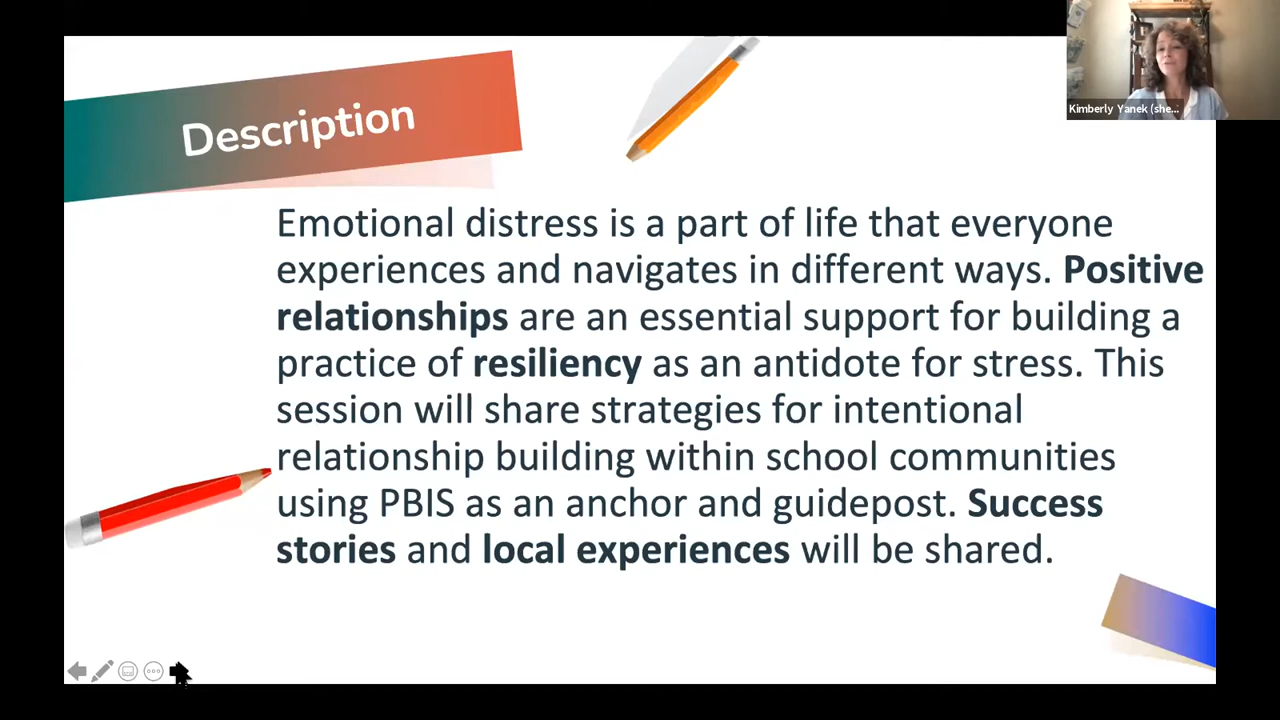 Description
Kimberly Yanek (she...
Emotional distress is a part of life that everyone
experiences and navigates in different ways. Positive
relationships are an essential support for building a
practice of resiliency as an antidote for stress. This
session will share strategies for intentional
relationship building within school communities
using PBIS as an anchor and guidepost. Success
stories and local experiences will be shared.